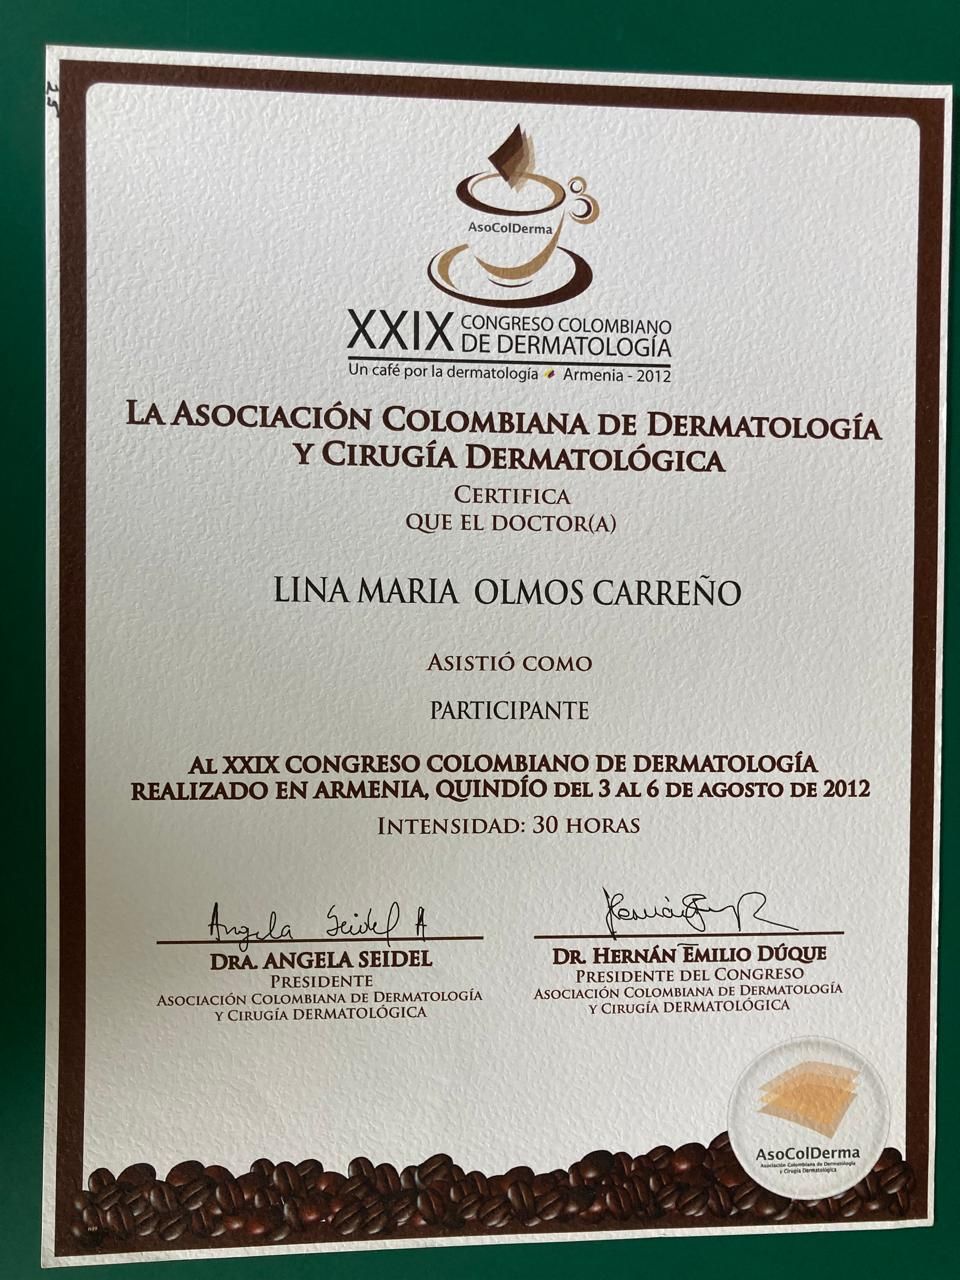 AsoColDerma
XXIX CONGRESO COLOMBIANO
DE DERMATOLOGÍA
Un café por la dermatología Armenia - 2012
LA ASOCIACIÓN COLOMBIANA DE DERMATOLOGÍA
Y CIRUGÍA DERMATOLÓGICA
CERTIFICA
QUE EL DOCTOR(A)
LINA MARIA OLMOS CARREÑO
ASISTIÓ COMO
PARTICIPANTE
AL XXIX CONGRESO COLOMBIANO DE DERMATOLOGÍA
REALIZADO EN ARMENIA, QUINDÍO DEL 3 AL 6 DE AGOSTO DE 2012
INTENSIDAD: 30 HORAS
Angela Seidel A
DRA. ANGELA SEIDEL
PRESIDENTE
ASOCIACIÓN COLOMBIANA DE DERMATOLOGÍA
Y CIRUGÍA DERMATOLÓGICA
DR. HERNÁN EMILIO DÚQUE
PRESIDENTE DEL CONGRESO
ASOCIACIÓN COLOMBIANA DE DERMATOLOGÍA
Y CIRUGÍA DERMATOLÓGICA
AsoColDerma
Asociación Colombiana de Dermatología
y Cirugía Dermatológica